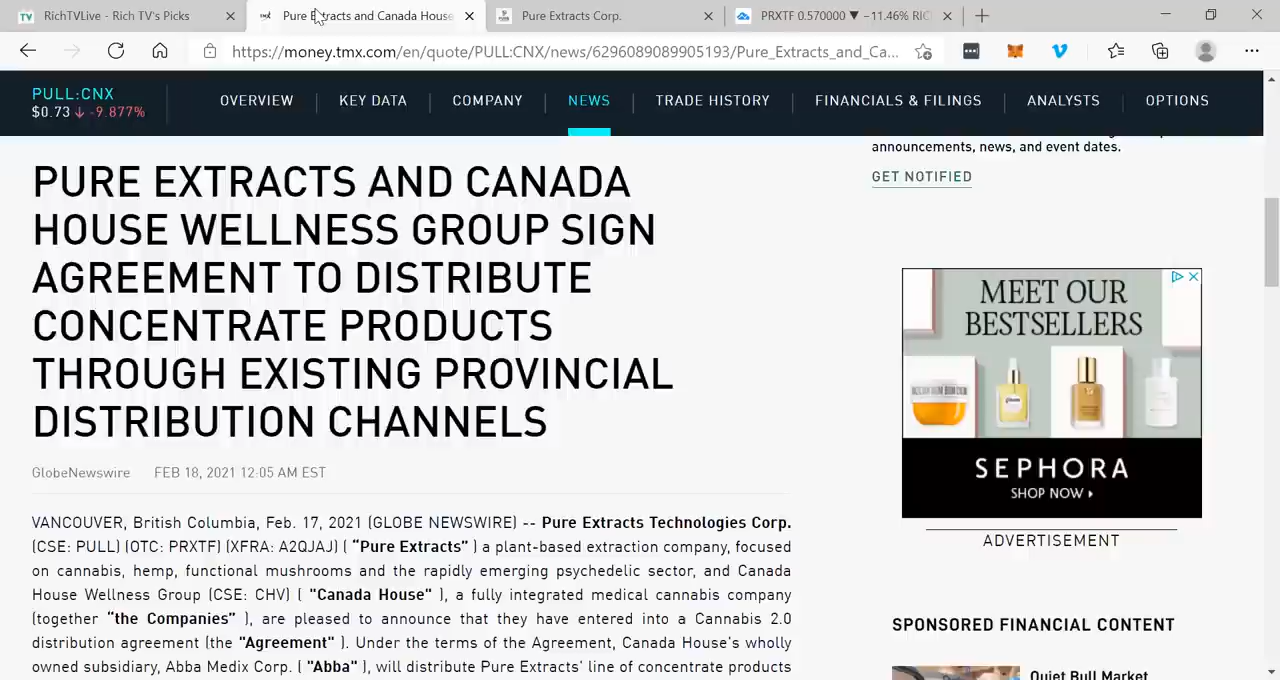 RichTVLive - Rich TV's Picks
Pure Extracts and Canada House
Pure Extracts Corp.
PRXTF 0.570000 ▼ −11.46% RIC
https://money.tmx.com/en/quote/PULL:CNX/news/6296089089905193/Pure_Extracts_and_Ca...
PULL:CNX
$0.73 ↓ -9.877%
OVERVIEW
KEY DATA
COMPANY
NEWS
TRADE HISTORY
FINANCIALS & FILINGS
ANALYSTS
OPTIONS
announcements, news, and event dates.
GET NOTIFIED
PURE EXTRACTS AND CANADA
HOUSE WELLNESS GROUP SIGN
AGREEMENT TO DISTRIBUTE
CONCENTRATE PRODUCTS
THROUGH EXISTING PROVINCIAL
DISTRIBUTION CHANNELS
GlobeNewswire FEB 18, 2021 12:05 AM EST
VANCOUVER, British Columbia, Feb. 17, 2021 (GLOBE NEWSWIRE) -- Pure Extracts Technologies Corp.
(CSE: PULL) (OTC: PRXTF) (XFRA: A2QJAJ) ( “Pure Extracts” ) a plant-based extraction company, focused
on cannabis, hemp, functional mushrooms and the rapidly emerging psychedelic sector, and Canada
House Wellness Group (CSE: CHV) ( "Canada House" ), a fully integrated medical cannabis company
(together “the Companies” ), are pleased to announce that they have entered into a Cannabis 2.0
distribution agreement (the "Agreement" ). Under the terms of the Agreement, Canada House's wholly
owned subsidiary, Abba Medix Corp. ( "Abba" ), will distribute Pure Extracts' line of concentrate products
MEET OUR
BESTSELLERS
SEPHORA
SHOP NOW
ADVERTISEMENT
SPONSORED FINANCIAL CONTENT
Quiet Bull Market